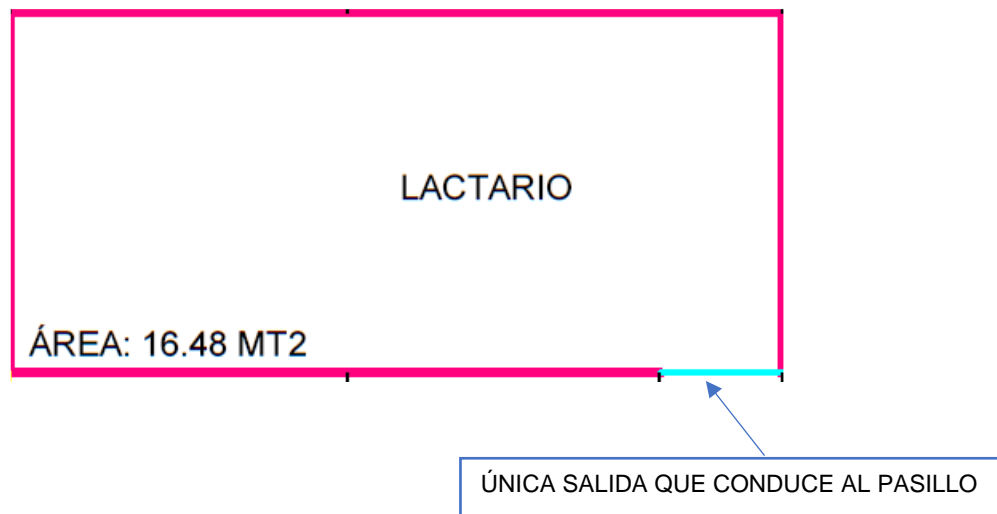 LACTARIO
ÁREA: 16.48 MT2
ÚNICA SALIDA QUE CONDUCE AL PASILLO